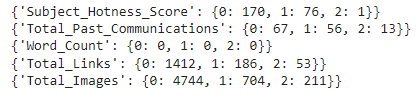 {'Subject_Hotness_Score': {0: 170, 1: 76, 2: 1}}
{'Total_Past_Communications': {0: 67, 1: 56, 2: 13}}
{'Word_Count': {0: 0, 1: 0, 2: 0}}
{'Total_Links': {0: 1412, 1: 186, 2: 53}}
{'Total_Images': {0: 4744, 1: 704, 2: 211}}